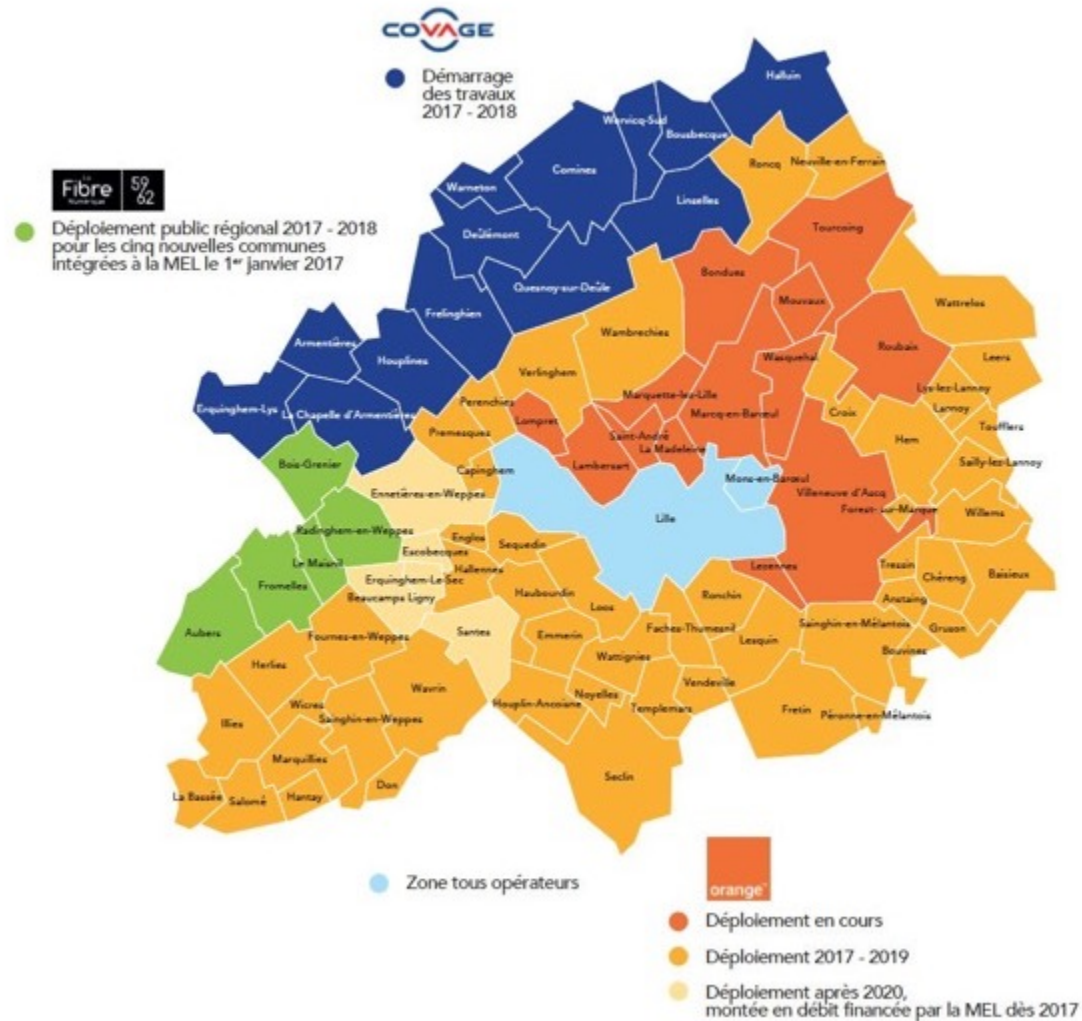 COVAGE
Démarrage
des travaux
2017 - 2018
La
Fibre
Numérique
59
62
Déploiement public régional 2017 - 2018
pour les cinq nouvelles communes
intégrées à la MEL le 1er janvier 2017
Halluin
Wervicq-Sud
Bousbecque
Roncq
Neuville-en-Ferrain
Comines
Warneton
Linselles
Deûlémont
Tourcoing
Bondues
Quesnoy-sur-Deûle
Mouvaux
Wattrelos
Frelinghien
Wambrechies
Armentières
Roubaix
Houplines
Wasquehal
Leers
Verlinghem
Erquinghem-Lys
La Chapelle d'Armentières
Perenchies
Marquette-lez-Lille
Lys-lez-Lannoy
Lompret
Marcq-en-Barœul
Croix
Lannoy
Toufflers
Premesques
Saint-André
Hem
La Madeleine
Bois-Grenier
Capinghem
Lambersart
Sailly-lez-Lannoy
Mons-en-Barœul
Ennetières-en-Weppes
Villeneuve d'Ascq
Forest-sur-Marque
Willems
Lille
Radinghem-en-Weppes
Englos
Sequedin
Escobecques
Le Maisnil
Hallennes
Lezennes
Tressin
Chéreng
Baisieux
Fromelles
Erquinghem-Le-Sec
Beaucamps Ligny
Haubourdin
Ronchin
Anstaing
Loos
Aubers
Santes
Emmerin
Faches-Thumesnil
Lesquin
Sainghin-en-Mélantois
Gruson
Fournes-en-Weppes
Wattignies
Bouvines
Herlies
Wavrin
Vendeville
Noyelles
Wicres
Houplin-Ancoisne
Templemars
Fretin
Péronne-en-Mélantois
Illies
Sainghin-en-Weppes
Marquillies
Seclin
Don
La Bassée
Salomé
Hantay
Zone tous opérateurs
orange™
Déploiement en cours
Déploiement 2017 - 2019
Déploiement après 2020,
montée en débit financée par la MEL dès 2017